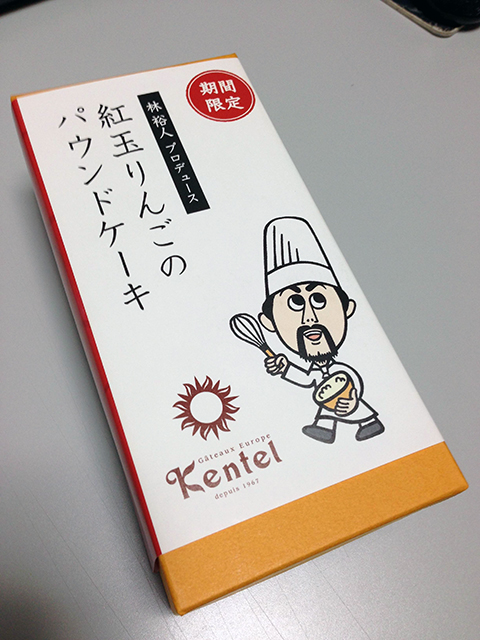 期間
限定
林 裕人 プロデュース
紅玉りんごの
パウンドケーキ
Gâteaux Europe
Kentel
depuis 1967